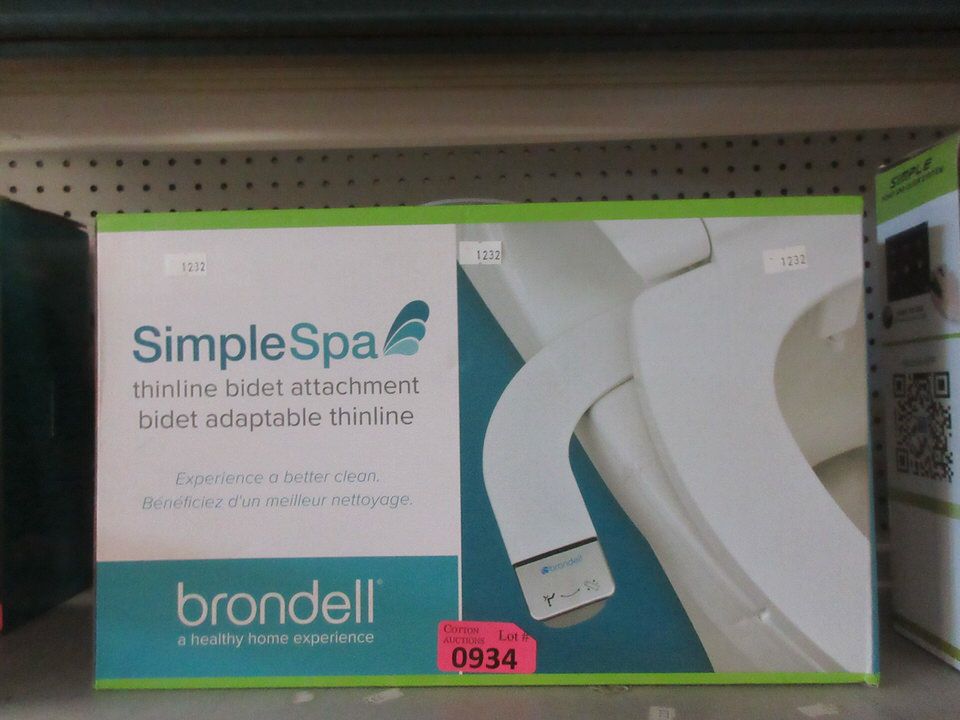 1232
1232
1232
SimpleSpa
thinline bidet attachment
bidet adaptable thinline
Experience a better clean.
Bénéficiez d'un meilleur nettoyage.
brondell
a healthy home experience
brondell
COTTON
AUCTIONS
Lot #
0934
SIMPLE